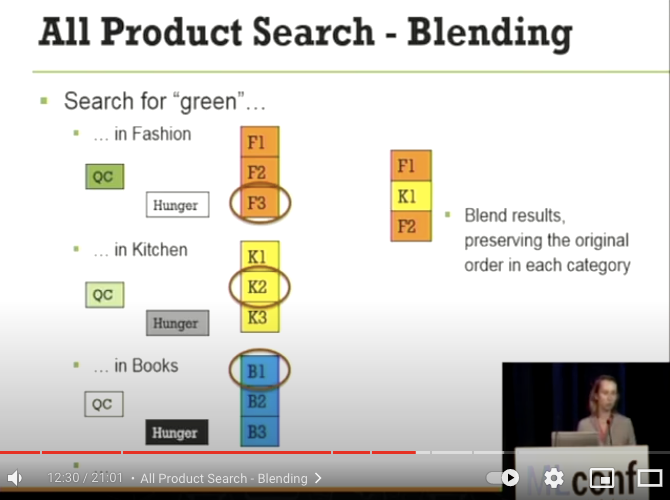 All Product Search - Blending
Search for “green”…
… in Fashion
QC
Hunger
F1
F2
F3
… in Kitchen
QC
Hunger
K1
K2
K3
… in Books
QC
Hunger
B1
B2
B3
F1
K1
F2
Blend results,
preserving the original
order in each category
MLconf
12:30 / 21:01 • All Product Search - Blending